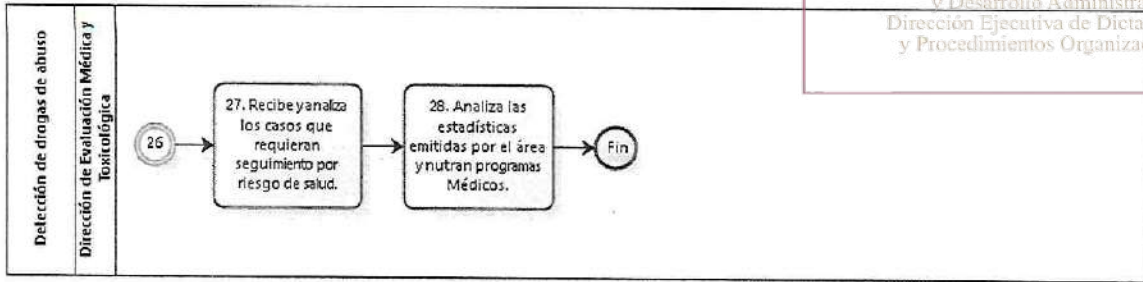 y Desarrollo Administra
Dirección Ejecutiva de Dicta
y Procedimientos Organiza
Delección de drogas de abuso
Dirección de Evaluación Médica y
Toxicológica
26
27. Recibe y analiza
los casos que
requieran
seguimiento por
riesgo de salud.
28. Analiza las
estadísticas
emitidas por el área
y nutran programas
Médicos.
Fin